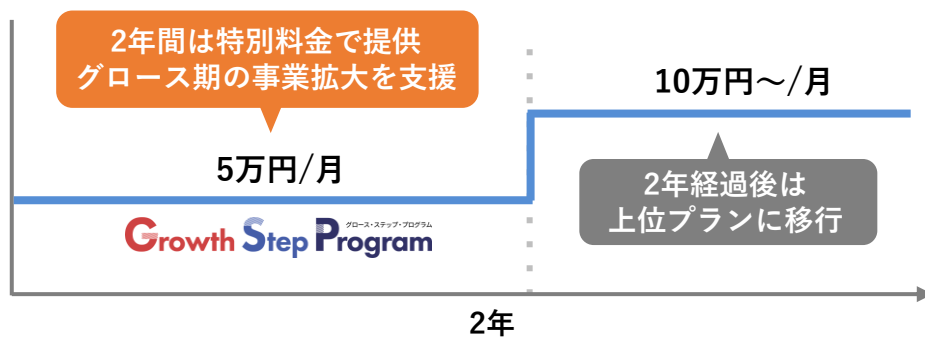 2年間は特別料金で提供
グロース期の事業拡大を支援
10万円～/月
5万円/月
2年経過後は
上位プランに移行
グロース・ステップ・プログラム
Growth Step Program
2年